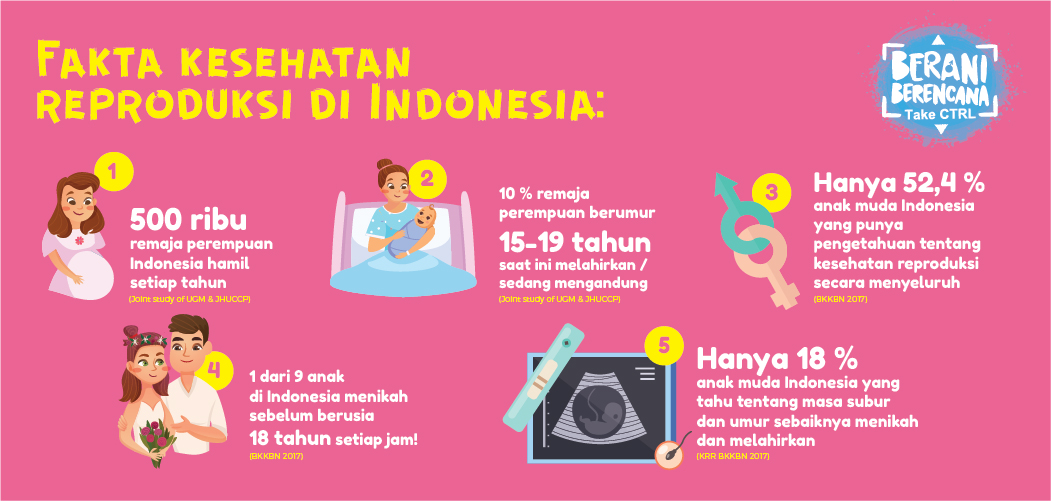 FAKTA KESEHATAN
REPRODUKSI DI INDONESIA:
BERANI
BERENCANA
Take CTRL
1
500 ribu
remaja perempuan
Indonesia hamil
setiap tahun
(Joint study of UGM & JHUCCP)
2
10 % remaja
perempuan berumur
15-19 tahun
saat ini melahirkan /
sedang mengandung
(Joint study of UGM & JHUCCP)
3
Hanya 52,4 %
anak muda Indonesia
yang punya
pengetahuan tentang
kesehatan reproduksi
secara menyeluruh
(BKKBN 2017)
4
1 dari 9 anak
di Indonesia menikah
sebelum berusia
18 tahun setiap jam!
(BKKBN 2017)
5
Hanya 18 %
anak muda Indonesia yang
tahu tentang masa subur
dan umur sebaiknya menikah
dan melahirkan
(KRR BKKBN 2017)